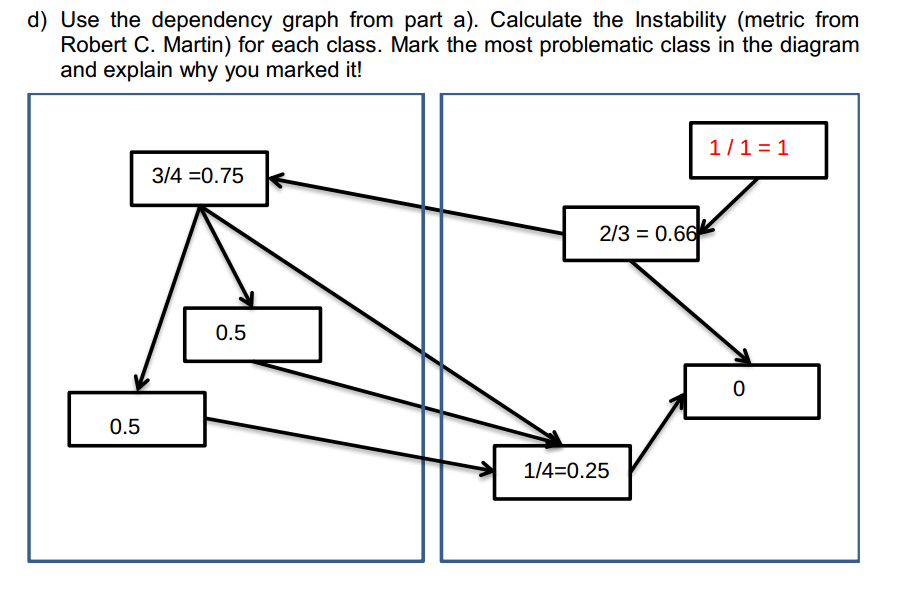 d) Use the dependency graph from part a). Calculate the Instability (metric from
Robert C. Martin) for each class. Mark the most problematic class in the diagram
and explain why you marked it!
1 / 1 = 1
3/4 =0.75
2/3 = 0.66
0.5
0
0.5
1/4=0.25